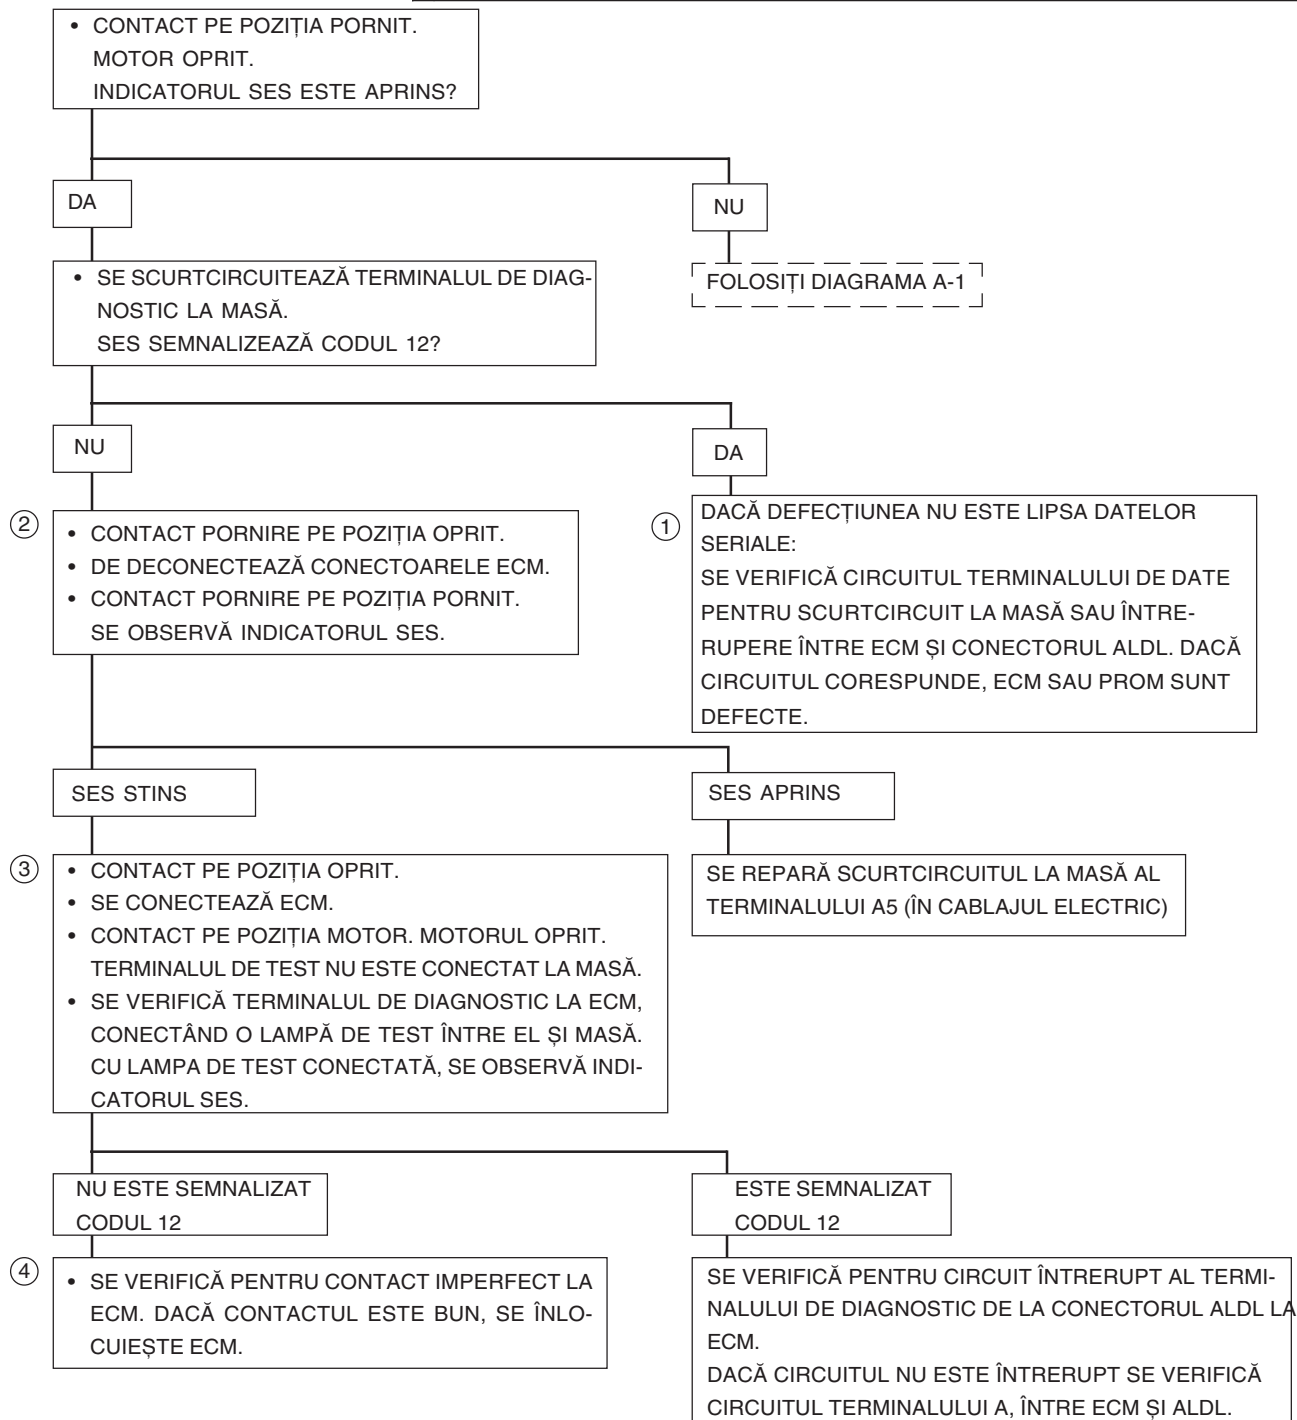 • CONTACT PE POZIȚIA PORNIT.
MOTOR OPRIT.
INDICATORUL SES ESTE APRINS?
DA
NU
• SE SCURTCIRCUITEAZĂ TERMINALUL DE DIAG-
NOSTIC LA MASĂ.
SES SEMNALIZEAZĂ CODUL 12?
FOLOSIȚI DIAGRAMA A-1
NU
DA
2
• CONTACT PORNIRE PE POZIȚIA OPRIT.
• DE DECONECTEAZĂ CONECTOARELE ECM.
• CONTACT PORNIRE PE POZIȚIA PORNIT.
SE OBSERVĂ INDICATORUL SES.
1
DACĂ DEFECȚIUNEA NU ESTE LIPSA DATELOR
SERIALE:
SE VERIFICĂ CIRCUITUL TERMINALULUI DE DATE
PENTRU SCURTCIRCUIT LA MASĂ SAU ÎNTRE-
RUPERE ÎNTRE ECM ȘI CONECTORUL ALDL. DACĂ
CIRCUITUL CORESPUNDE, ECM SAU PROM SUNT
DEFECTE.
SES STINS
SES APRINS
3
• CONTACT PE POZIȚIA OPRIT.
• SE CONECTEAZĂ ECM.
• CONTACT PE POZIȚIA MOTOR. MOTORUL OPRIT.
TERMINALUL DE TEST NU ESTE CONECTAT LA MASĂ.
• SE VERIFICĂ TERMINALUL DE DIAGNOSTIC LA ECM,
CONECTÂND O LAMPĂ DE TEST ÎNTRE EL ȘI MASĂ.
CU LAMPA DE TEST CONECTATĂ, SE OBSERVĂ INDI-
CATORUL SES.
SE REPARĂ SCURTCIRCUITUL LA MASĂ AL
TERMINALULUI A5 (ÎN CABLAJUL ELECTRIC)
NU ESTE SEMNALIZAT
CODUL 12
ESTE SEMNALIZAT
CODUL 12
4
• SE VERIFICĂ PENTRU CONTACT IMPERFECT LA
ECM. DACĂ CONTACTUL ESTE BUN, SE ÎNLO-
CUIEȘTE ECM.
SE VERIFICĂ PENTRU CIRCUIT ÎNTRERUPT AL TERMI-
NALULUI DE DIAGNOSTIC DE LA CONECTORUL ALDL LA
ECM.
DACĂ CIRCUITUL NU ESTE ÎNTRERUPT SE VERIFICĂ
CIRCUITUL TERMINALULUI A, ÎNTRE ECM ȘI ALDL.